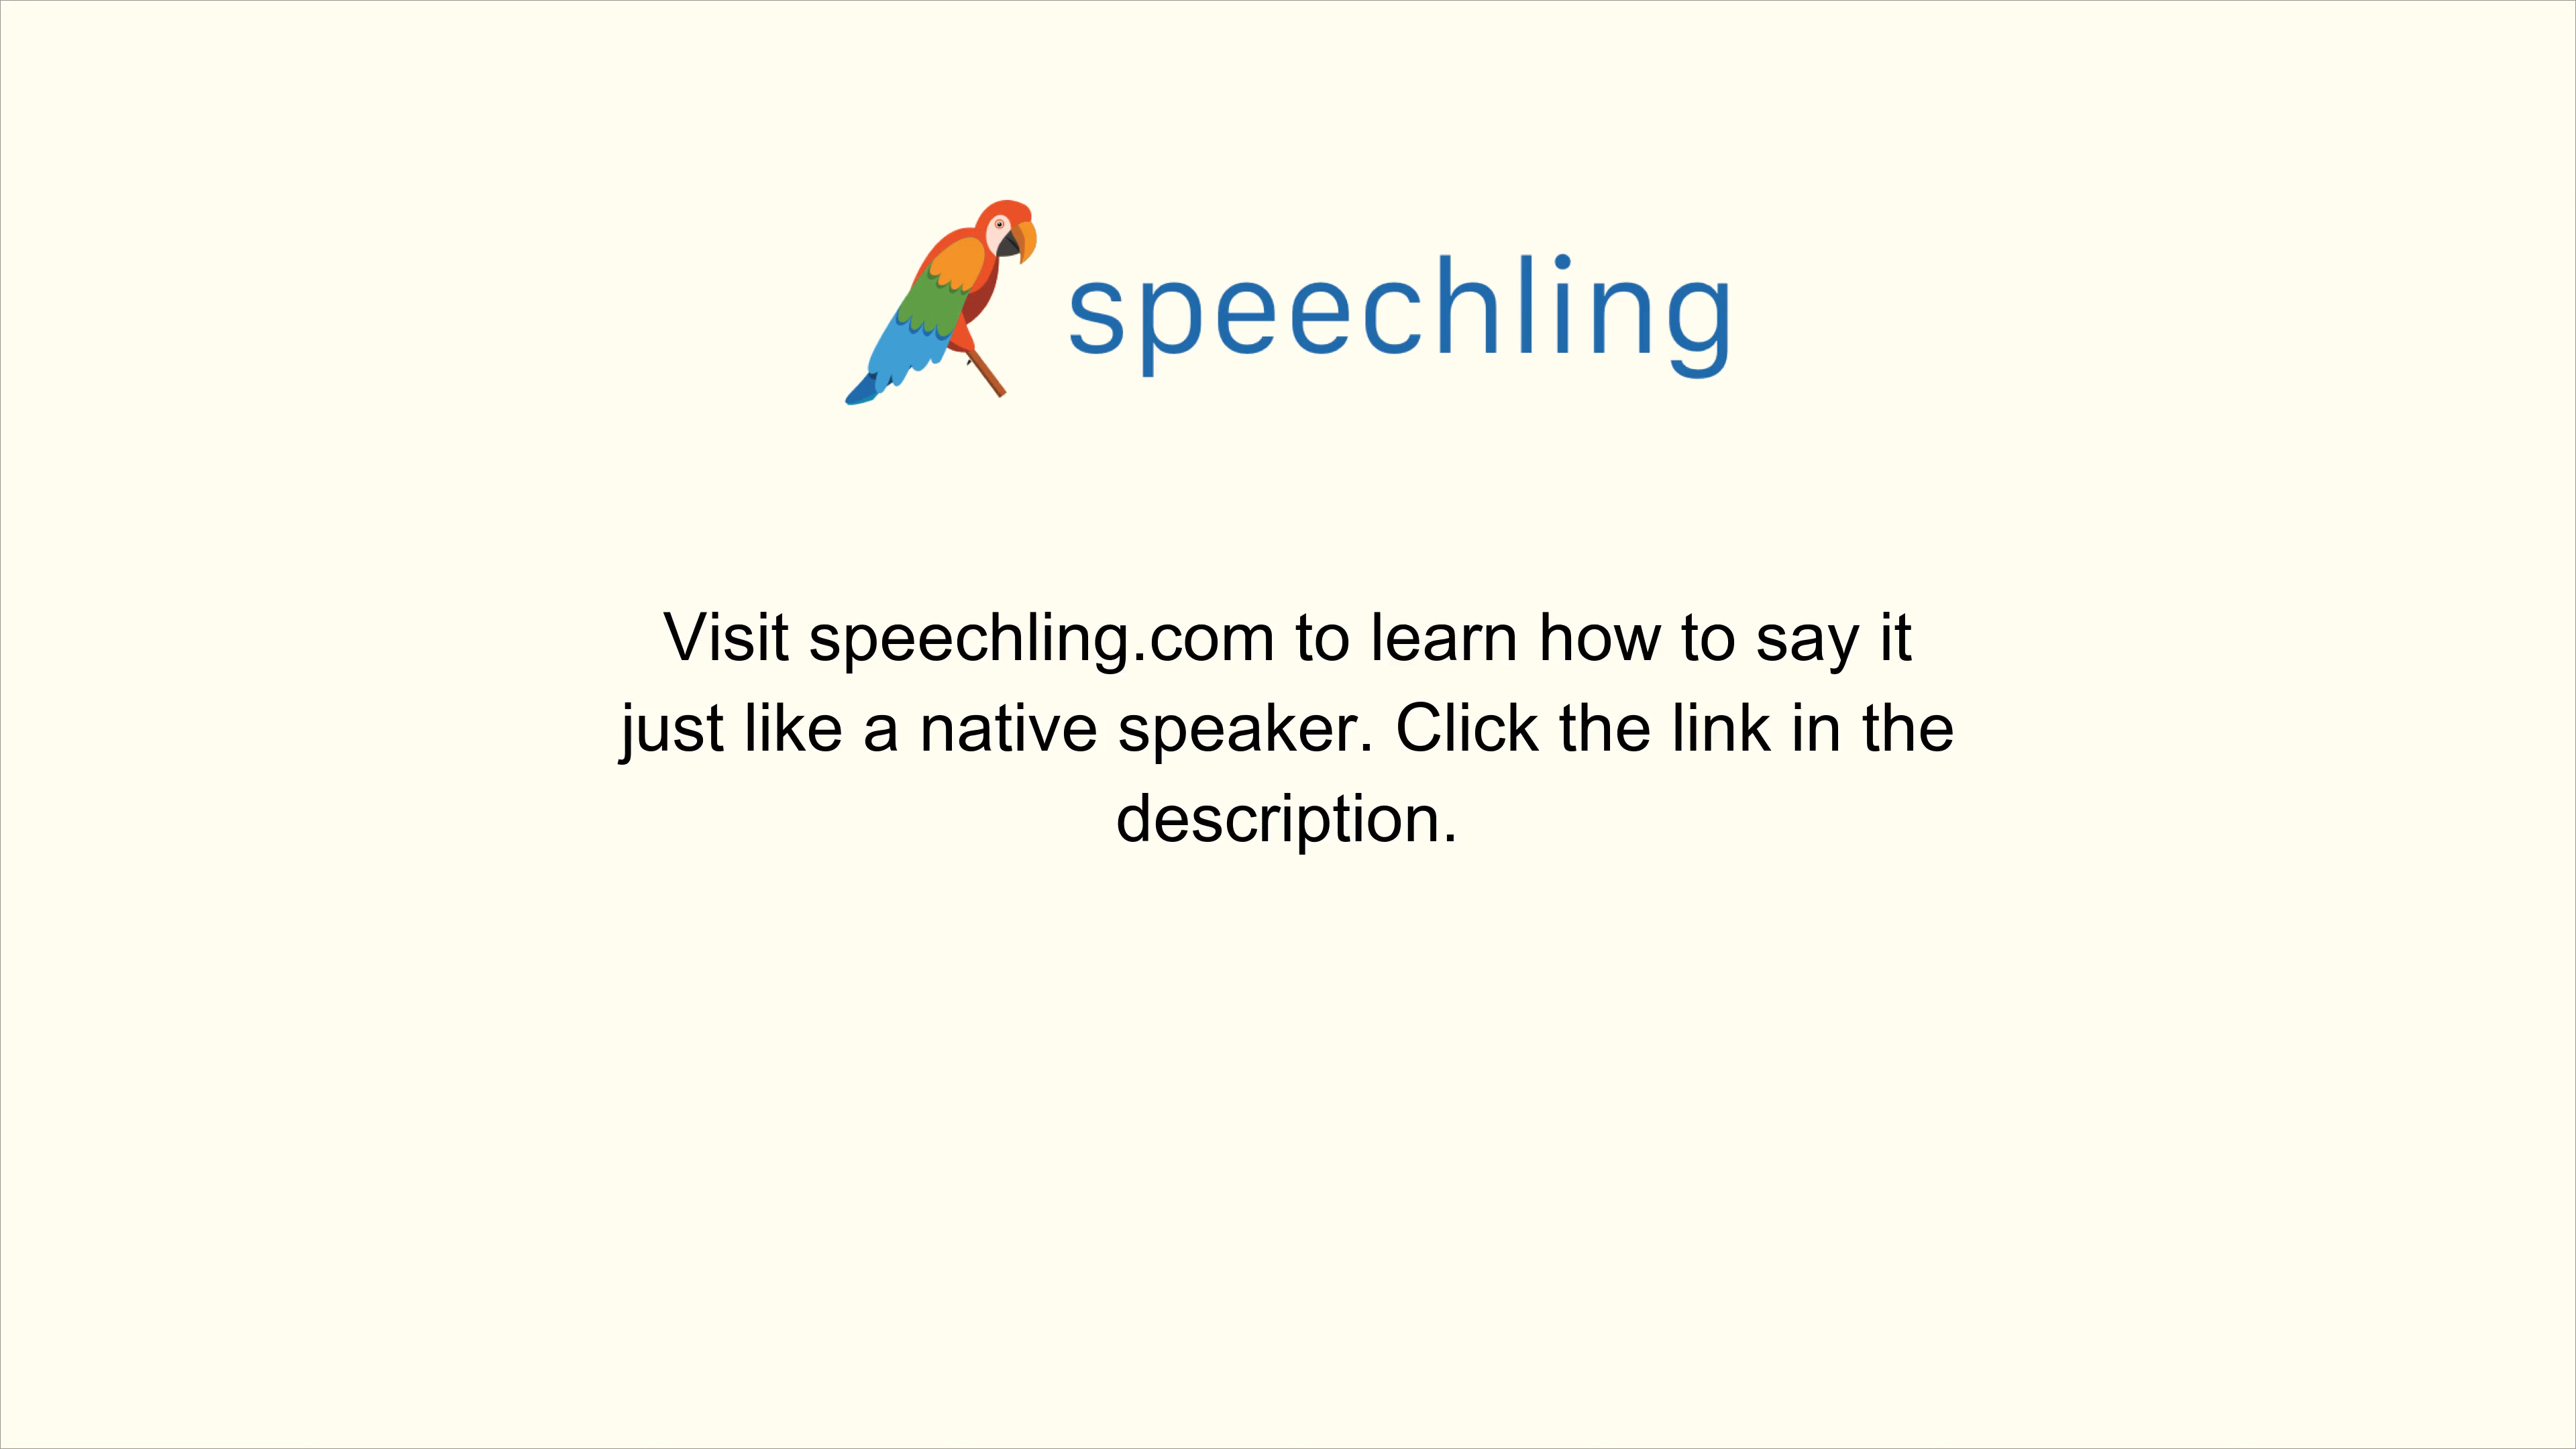 speechling
Visit speechling.com to learn how to say it
just like a native speaker. Click the link in the
description.